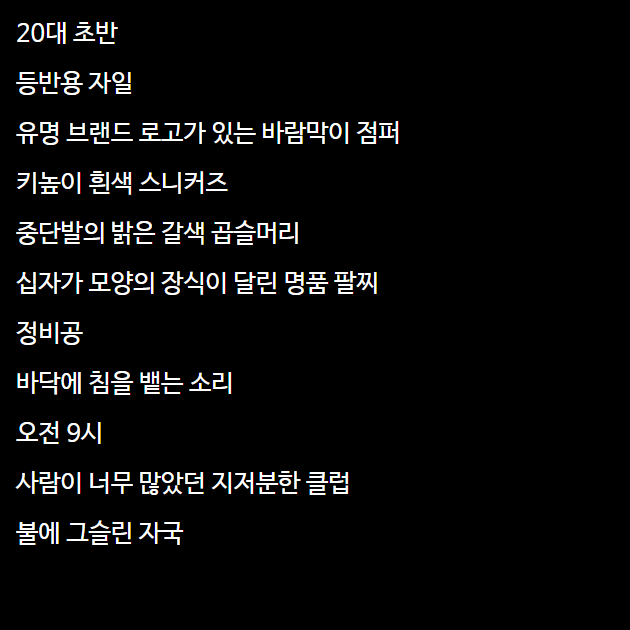 20대 초반
등반용 자일
유명 브랜드 로고가 있는 바람막이 점퍼
키높이 흰색 스니커즈
중단발의 밝은 갈색 곱슬머리
십자가 모양의 장식이 달린 명품 팔찌
정비공
바닥에 침을 뱉는 소리
오전 9시
사람이 너무 많았던 지저분한 클럽
불에 그슬린 자국